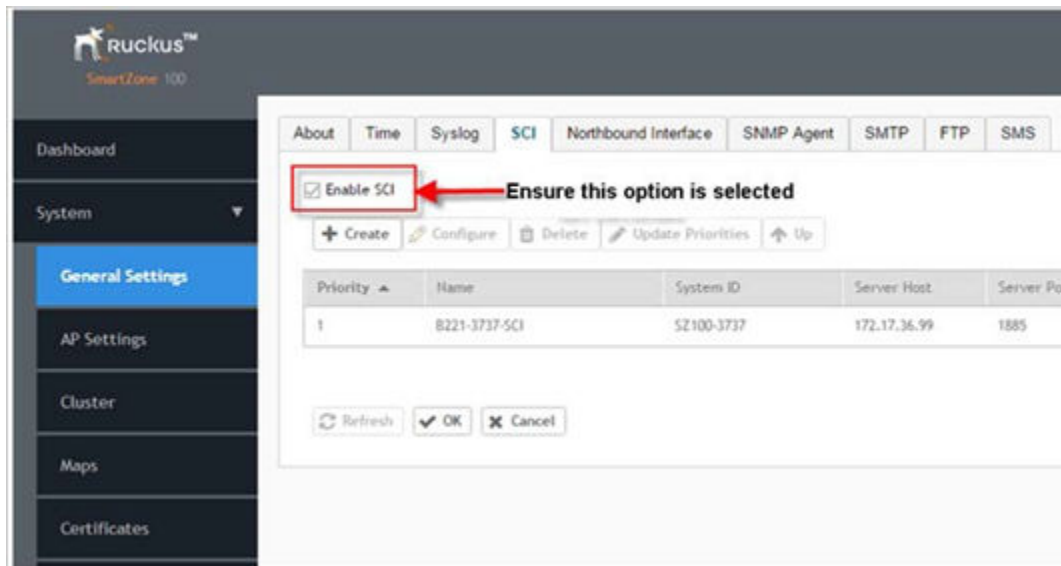 RUCKUS™
SmartZone 100
Dashboard
System
General Settings
AP Settings
Cluster
Maps
Certificates
About Time Syslog SCI Northbound Interface SNMP Agent SMTP FTP SMS
Enable SCI
Ensure this option is selected
Create Configure Delete Update Priorities Up
Priority Name System ID Server Host Server Po
1 B221-3737-SCI SZ100-3737 172.17.36.99 1885
Refresh OK Cancel